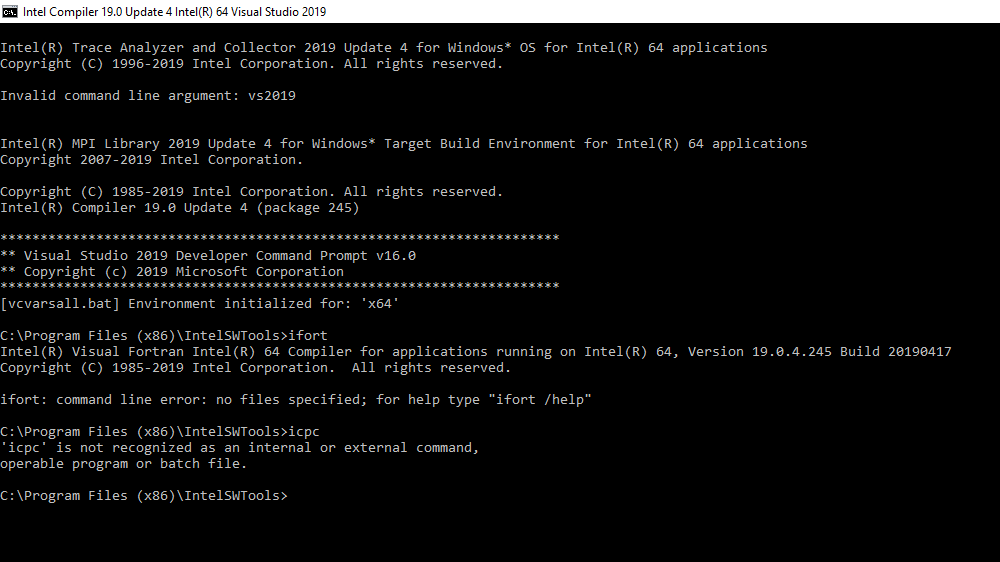 Intel Compiler 19.0 Update 4 Intel(R) 64 Visual Studio 2019
Intel(R) Trace Analyzer and Collector 2019 Update 4 for Windows* OS for Intel(R) 64 applications
Copyright (C) 1996-2019 Intel Corporation. All rights reserved.
Invalid command line argument: vs2019
Intel(R) MPI Library 2019 Update 4 for Windows* Target Build Environment for Intel(R) 64 applications
Copyright 2007-2019 Intel Corporation.
Copyright (C) 1985-2019 Intel Corporation. All rights reserved.
Intel(R) Compiler 19.0 Update 4 (package 245)
**********************************************************************
** Visual Studio 2019 Developer Command Prompt v16.0
** Copyright (c) 2019 Microsoft Corporation
**********************************************************************
[vcvarsall.bat] Environment initialized for: 'x64'
C:\Program Files (x86)\IntelSWTools>ifort
Intel(R) Visual Fortran Intel(R) 64 Compiler for applications running on Intel(R) 64, Version 19.0.4.245 Build 20190417
Copyright (C) 1985-2019 Intel Corporation.  All rights reserved.
ifort: command line error: no files specified; for help type "ifort /help"
C:\Program Files (x86)\IntelSWTools>icpc
'icpc' is not recognized as an internal or external command,
operable program or batch file.
C:\Program Files (x86)\IntelSWTools>